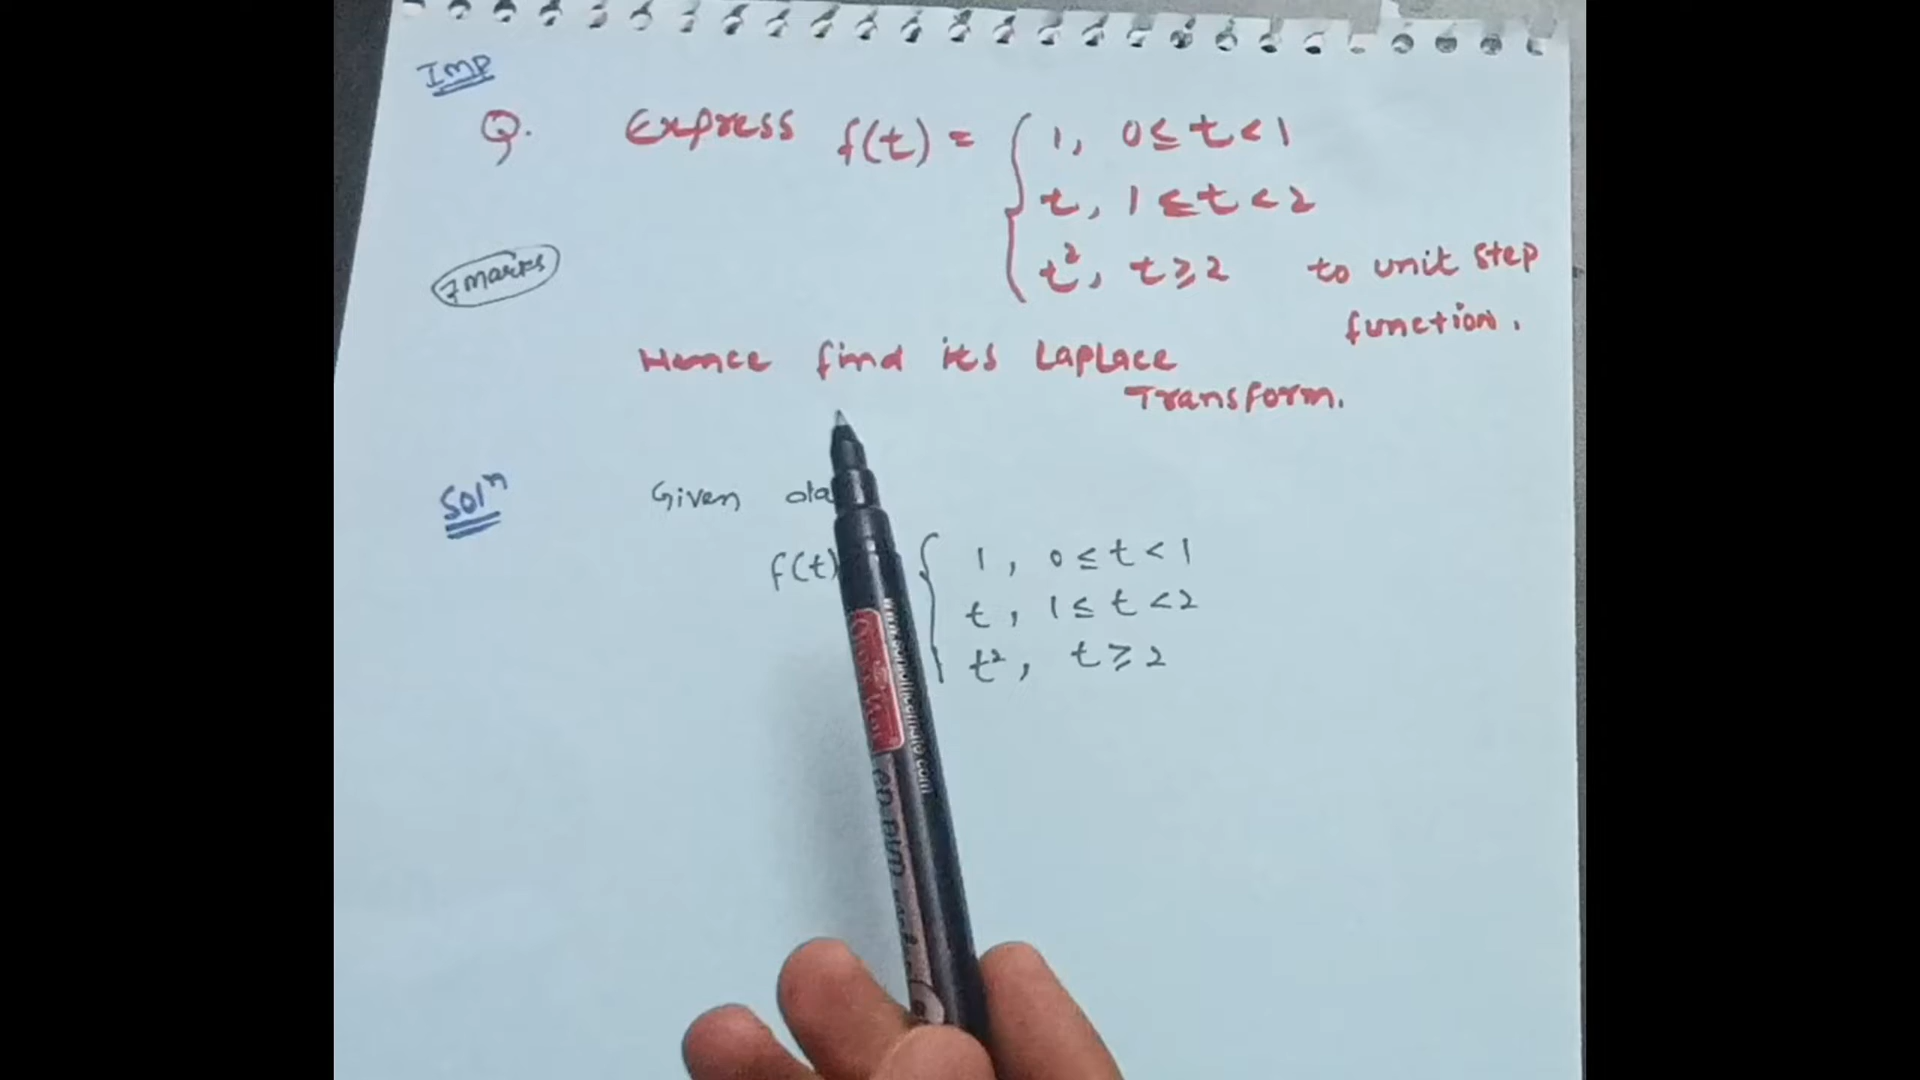 Imp
Q. Express f(t) = { 1, 0 ≤ t < 1
t, 1 ≤ t < 2
t², t ≥ 2 to unit step
function.
7 marks
Hence find its Laplace
Transform.
Solⁿ Given
f(t) { 1, 0 ≤ t < 1
t, 1 ≤ t < 2
t², t ≥ 2